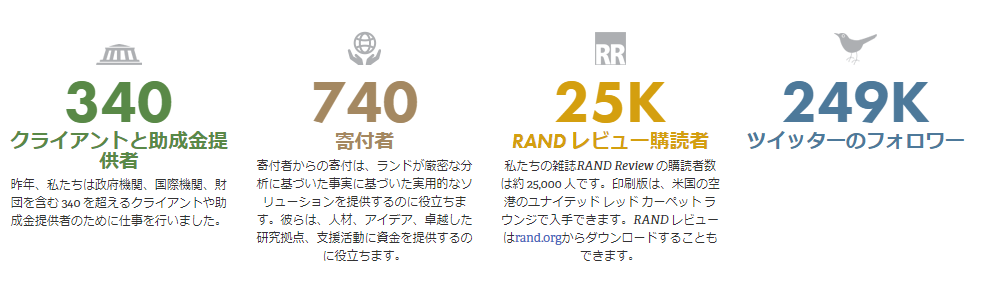 340
クライアントと助成金提
供者
昨年、私たちは政府機関、国際機関、財
団を含む 340 を超えるクライアントや助
成金提供者のために仕事を行いました。
740
寄付者
寄付者からの寄付は、ランドが厳密な分
析に基づいた事実に基づいた実用的なソ
リューションを提供するのに役立ちま
す。彼らは、人材、アイデア、卓越した
研究拠点、支援活動に資金を提供するの
に役立ちます。
RR
25K
RAND レビュー購読者
私たちの雑誌RAND Review の購読者数
は約 25,000 人です。印刷版は、米国の空
港のユナイテッド レッド カーペット ラ
ウンジで入手できます。RAND レビュー
はrand.orgからダウンロードすることも
できます。
249K
ツイッターのフォロワー